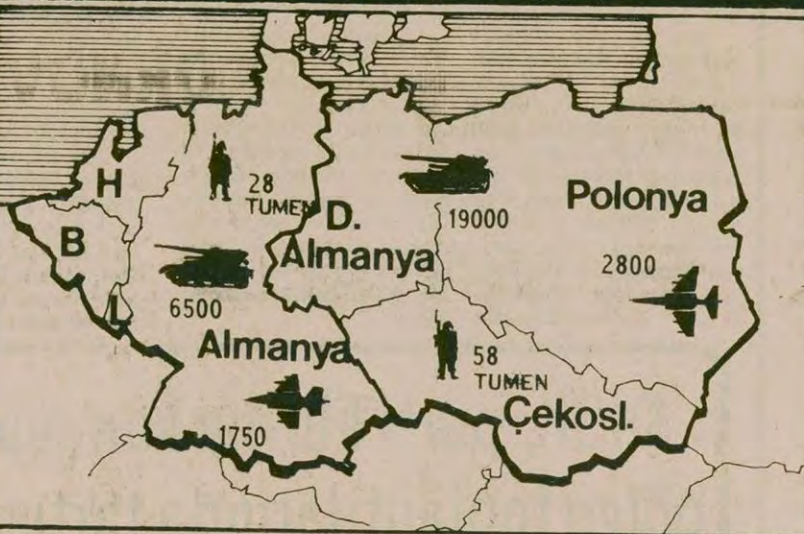 H
B
L
28
TUMEN
6500
Almanya
1750
D.
Almanya
19000
Polonya
2800
58
TUMEN
Çekosl.